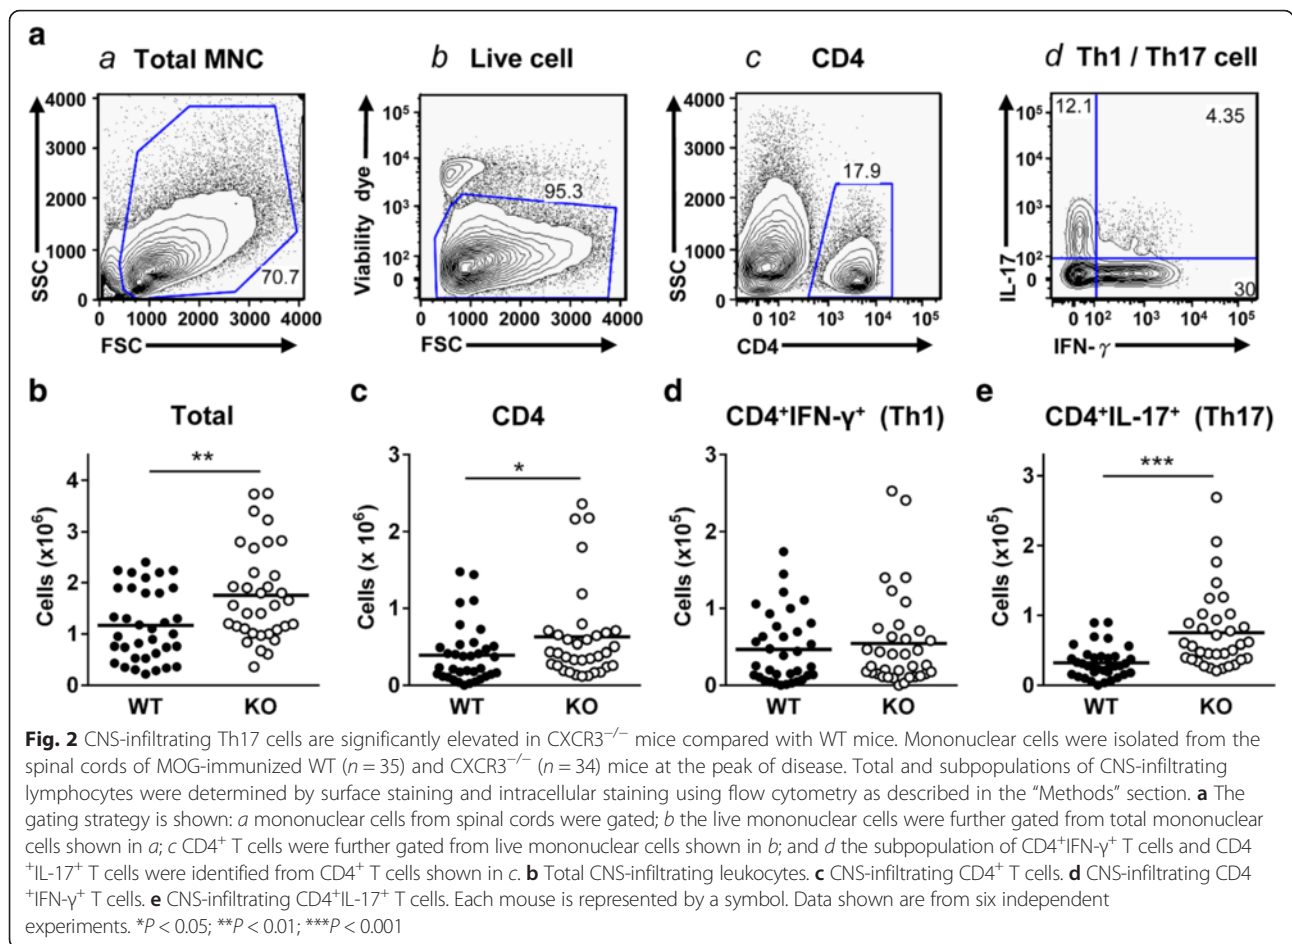 a
a Total MNC
b Live cell
c CD4
d Th1 / Th17 cell
SSC
4000
3000
2000
1000
0
70.7
0 1000 2000 3000 4000
FSC
Viability dye
10⁵
10⁴
10³
10²
0
95.3
0 1000 2000 3000 4000
FSC
SSC
4000
3000
2000
1000
0
17.9
0 10² 10³ 10⁴ 10⁵
CD4
IL-17
10⁵
10⁴
10³
10²
0
12.1
4.35
30
0 10² 10³ 10⁴ 10⁵
IFN-γ
b
Total
Cells (x10⁶)
4
3
2
1
0
**
WT KO
c
CD4
Cells (x 10⁶)
3
2
1
0
*
WT KO
d
CD4⁺IFN-γ⁺ (Th1)
Cells (x10⁵)
3
2
1
0
WT KO
e
CD4⁺IL-17⁺ (Th17)
Cells (x10⁵)
3
2
1
0
***
WT KO
Fig. 2 CNS-infiltrating Th17 cells are significantly elevated in CXCR3⁻/⁻ mice compared with WT mice. Mononuclear cells were isolated from the
spinal cords of MOG-immunized WT (n = 35) and CXCR3⁻/⁻ (n = 34) mice at the peak of disease. Total and subpopulations of CNS-infiltrating
lymphocytes were determined by surface staining and intracellular staining using flow cytometry as described in the “Methods” section. a The
gating strategy is shown: a mononuclear cells from spinal cords were gated; b the live mononuclear cells were further gated from total mononuclear
cells shown in a; c CD4⁺ T cells were further gated from live mononuclear cells shown in b; and d the subpopulation of CD4⁺IFN-γ⁺ T cells and CD4
⁺IL-17⁺ T cells were identified from CD4⁺ T cells shown in c. b Total CNS-infiltrating leukocytes. c CNS-infiltrating CD4⁺ T cells. d CNS-infiltrating CD4
⁺IFN-γ⁺ T cells. e CNS-infiltrating CD4⁺IL-17⁺ T cells. Each mouse is represented by a symbol. Data shown are from six independent
experiments. *P < 0.05; **P < 0.01; ***P < 0.001